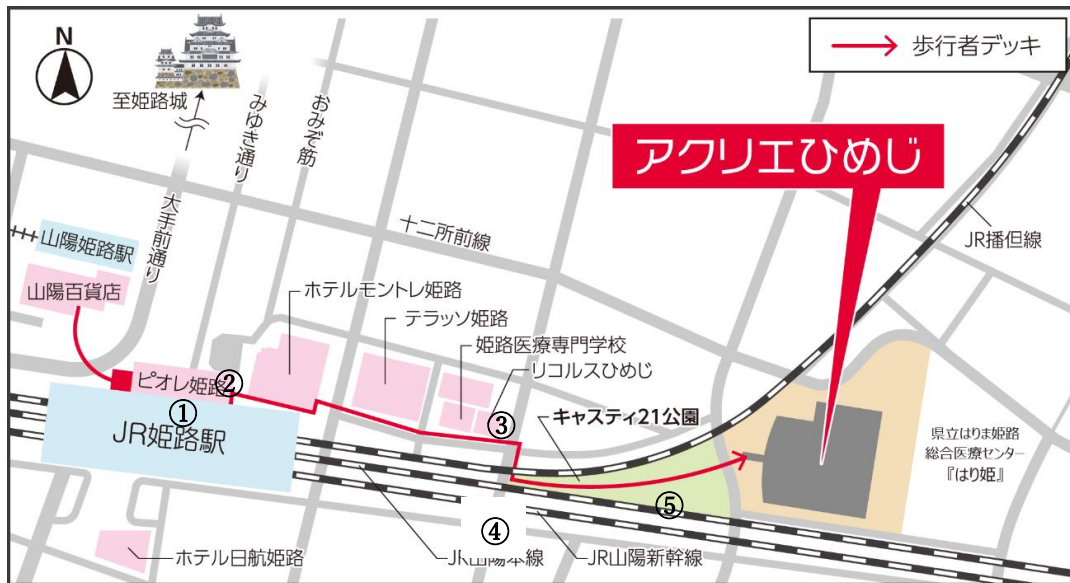 N
歩行者デッキ
至姫路城
みゆき通り
おみぞ筋
大手前通り
アクリエひめじ
十二所前線
JR播但線
山陽姫路駅
山陽百貨店
ホテルモントレ姫路
テラッソ姫路
姫路医療専門学校
リコルスひめじ
ピオレ姫路
②
①
③
キャスティ21公園
JR姫路駅
県立はりま姫路
総合医療センター
『はり姫』
⑤
④
ホテル日航姫路
JR山陽本線
JR山陽新幹線